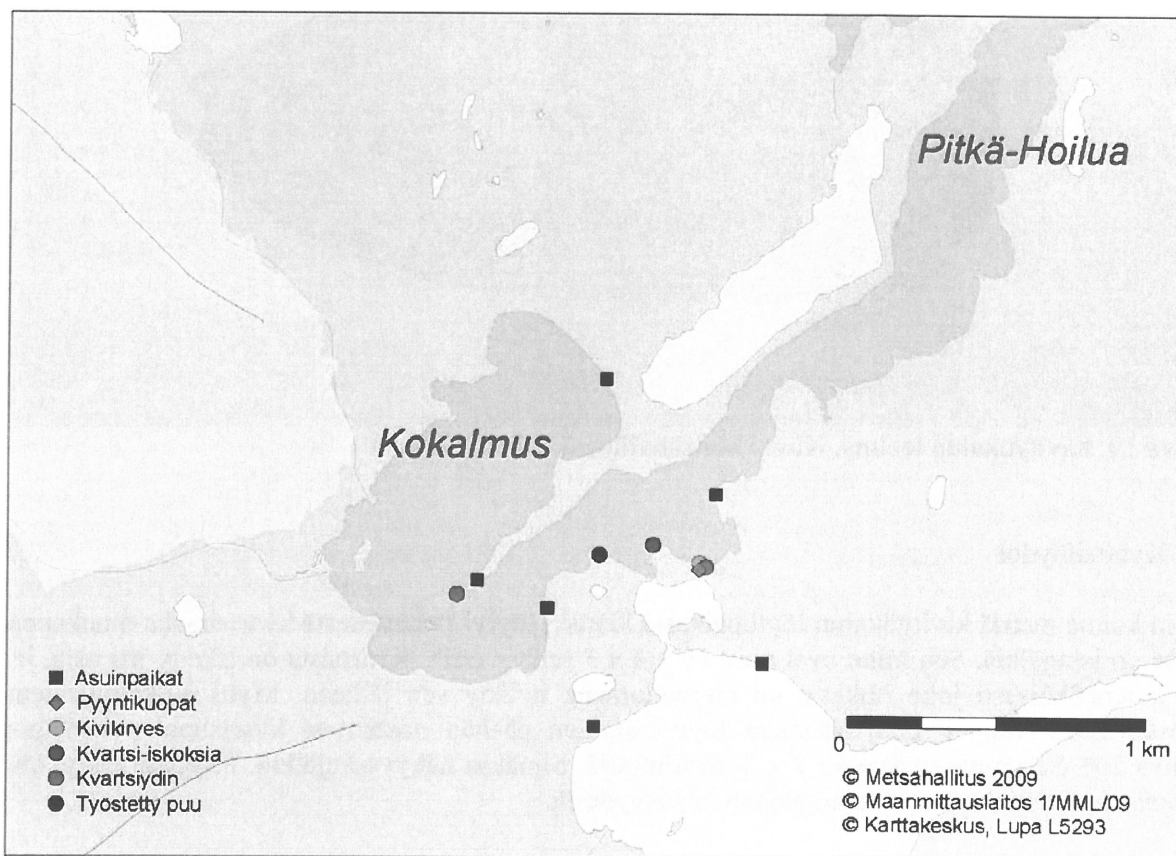 Pitkä-Hoilua
Kokalmus
Asuinpaikat
Pyyntikuopat
Kivikirves
Kvartsi-iskoksia
Kvartsiydin
Työstetty puu
0 1 km
© Metsähallitus 2009
© Maanmittauslaitos 1/MML/09
© Karttakeskus, Lupa L5293